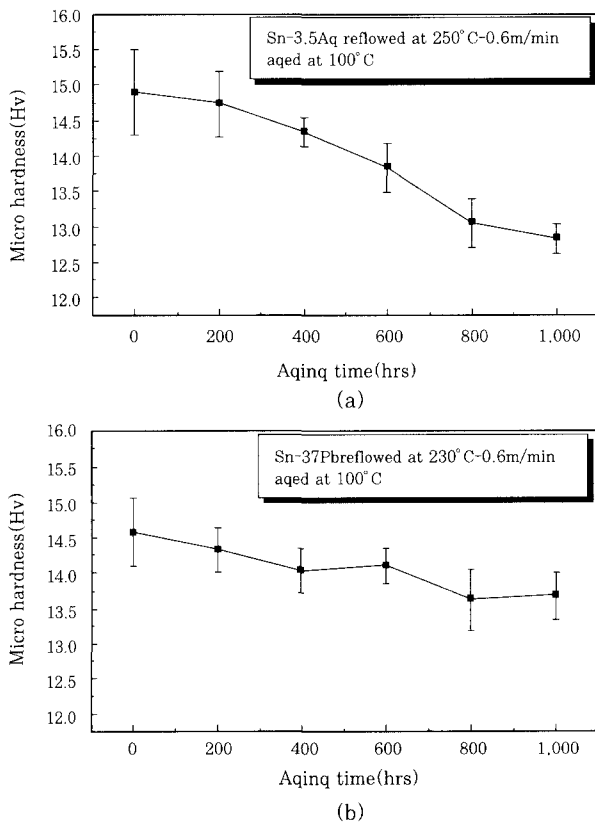 16.0
15.5
15.0
14.5
14.0
13.5
13.0
12.5
12.0
Micro hardness(Hv)
Sn-3.5Aq reflowed at 250°C-0.6m/min
aqed at 100°C
0 200 400 600 800 1,000
Aqinq time(hrs)
(a)
16.0
15.5
15.0
14.5
14.0
13.5
13.0
12.5
12.0
Micro hardness(Hv)
Sn-37Pbreflowed at 230°C-0.6m/min
aqed at 100°C
0 200 400 600 800 1,000
Aqinq time(hrs)
(b)